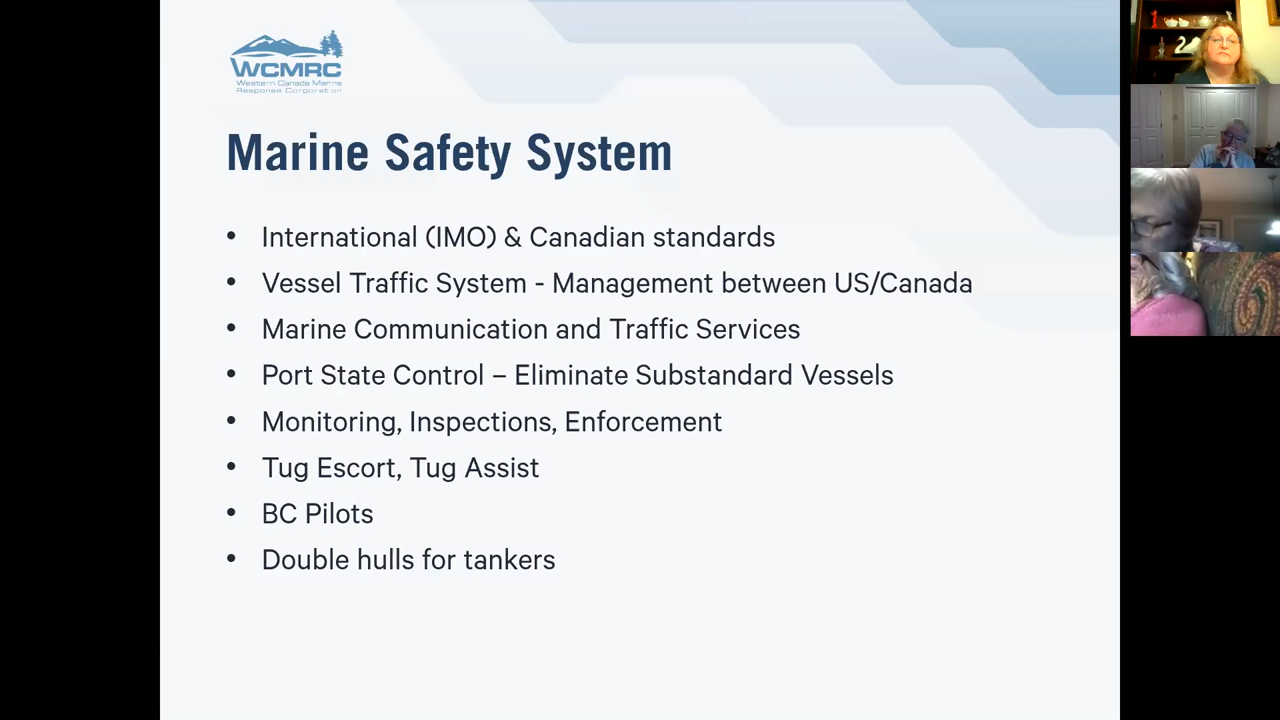 WCMRC
Western Canada Marine
Response Corporation
Marine Safety System
• International (IMO) & Canadian standards
• Vessel Traffic System - Management between US/Canada
• Marine Communication and Traffic Services
• Port State Control – Eliminate Substandard Vessels
• Monitoring, Inspections, Enforcement
• Tug Escort, Tug Assist
• BC Pilots
• Double hulls for tankers